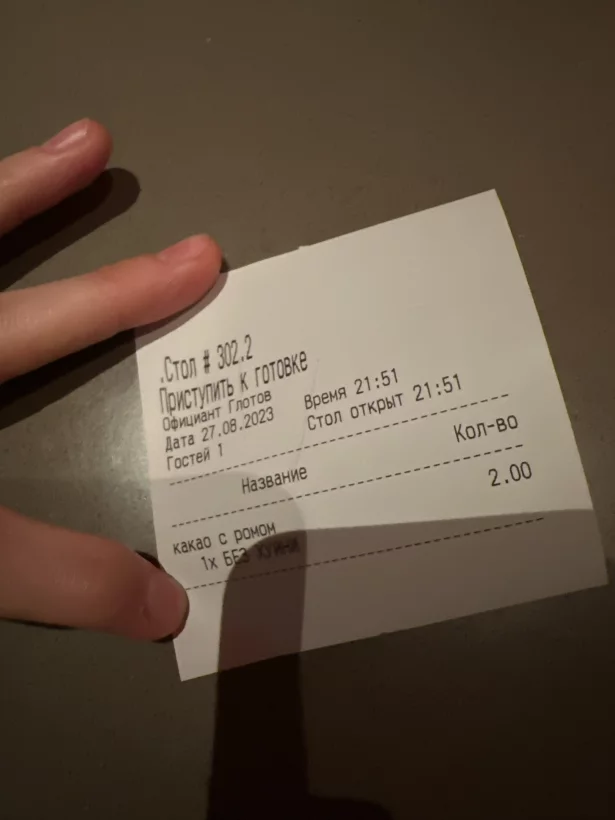 .Стол # 302.2
Приступить к готовке
Официант Глотов
Дата 27.08.2023 Время 21:51
Гостей 1 Стол открыт 21:51
Название Кол-во
какао с ромом 2.00
1x БЕЗ